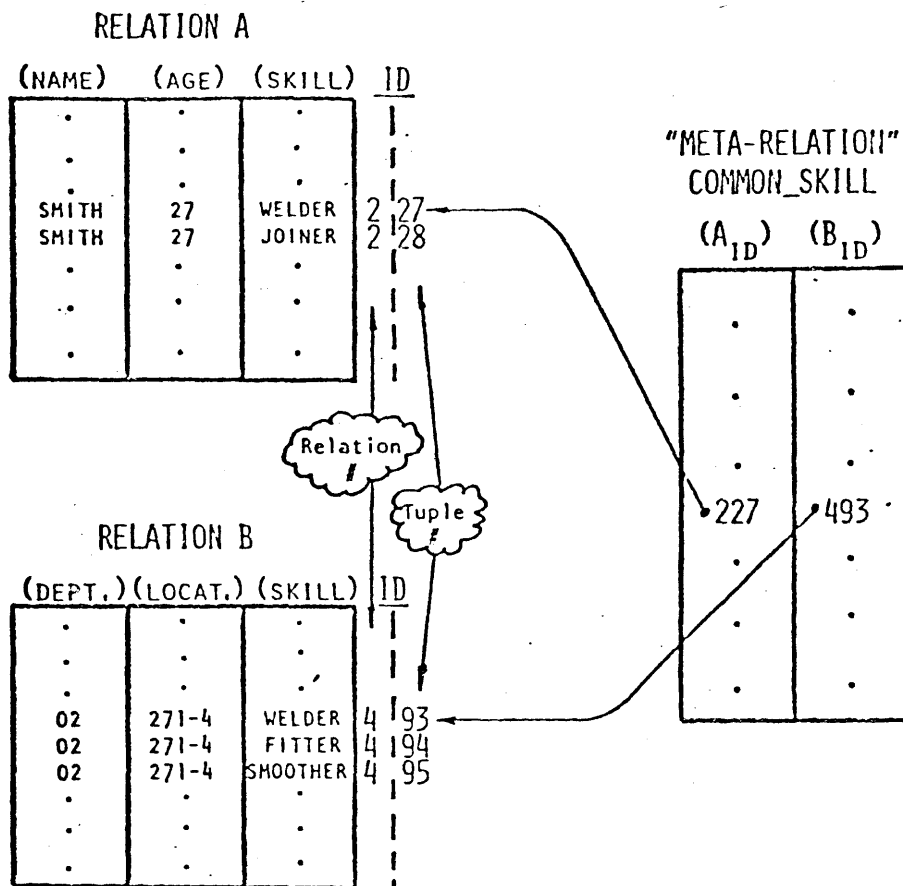 RELATION A
(NAME) (AGE) (SKILL) ID
SMITH 27 WELDER 2 27
SMITH 27 JOINER 2 28
"META-RELATION"
COMMON_SKILL
(A_ID) (B_ID)
227 493
Relation #
Tuple #
RELATION B
(DEPT.) (LOCAT.) (SKILL) ID
02 271-4 WELDER 4 93
02 271-4 FITTER 4 94
02 271-4 SMOOTHER 4 95